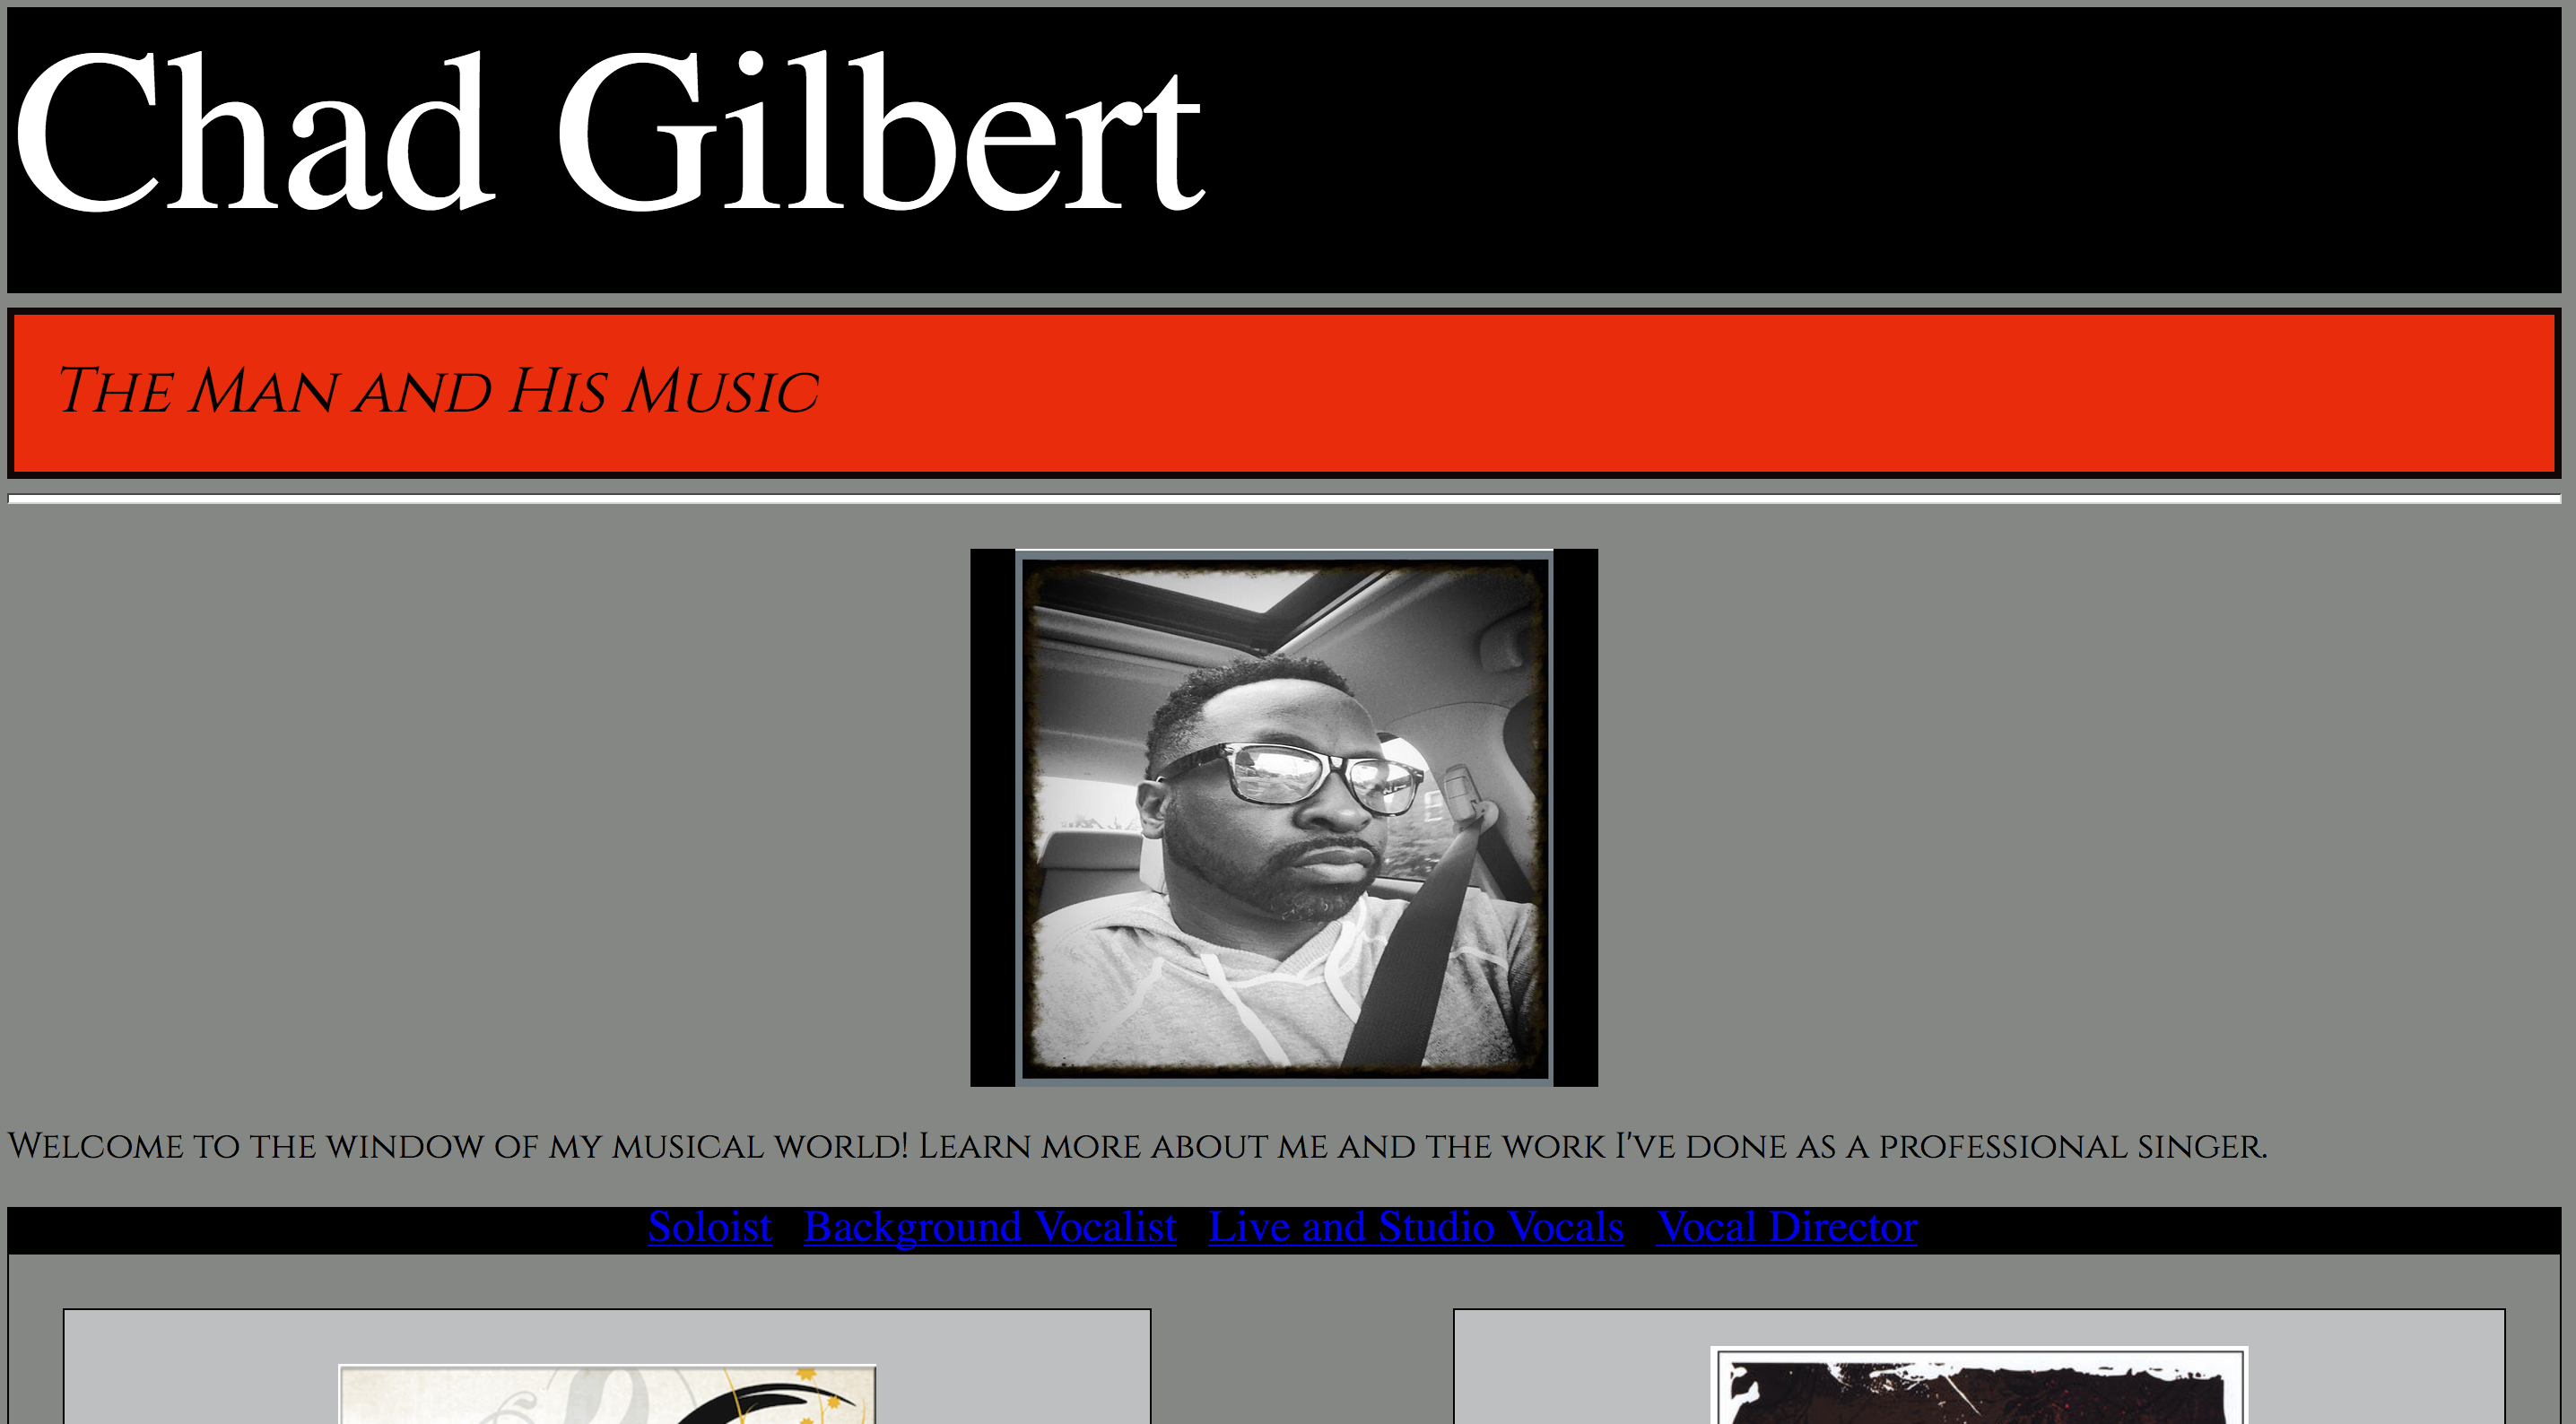 Chad Gilbert
The Man and His Music
Welcome to the window of my musical world! Learn more about me and the work I've done as a professional singer.
Soloist Background Vocalist Live and Studio Vocals Vocal Director